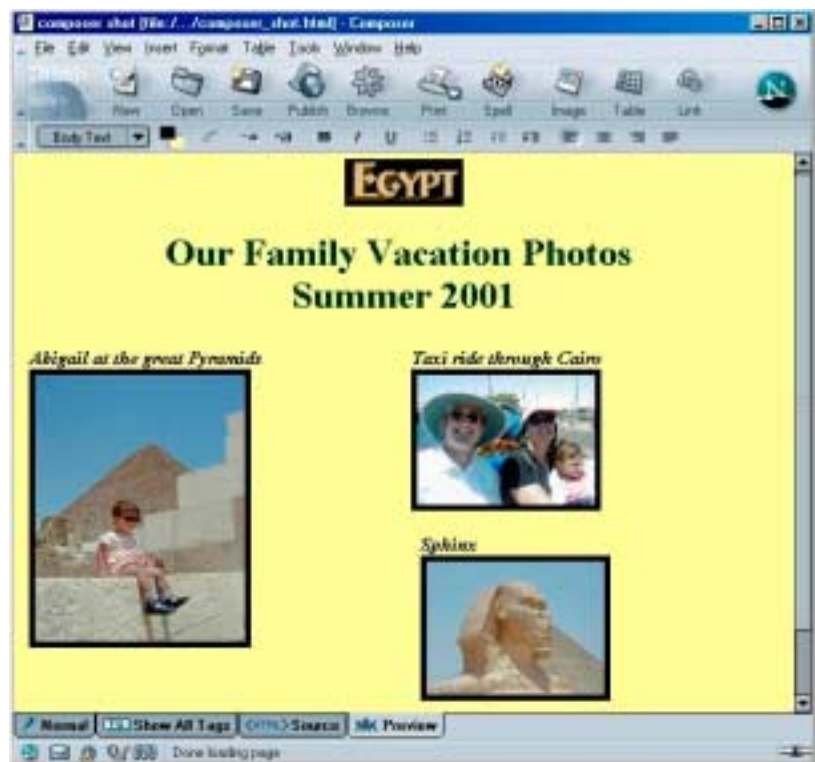 composer shot [file:/.../composer_shot.html] - Composer
File Edit View Insert Format Table Tools Window Help
New Open Save Publish Browse Print Spell Image Table Link
Body Text
EGYPT
Our Family Vacation Photos
Summer 2001
Abigail at the great Pyramids
Taxi ride through Cairo
Sphinx
Normal Show All Tags <HTML> Source Preview
Done loading page